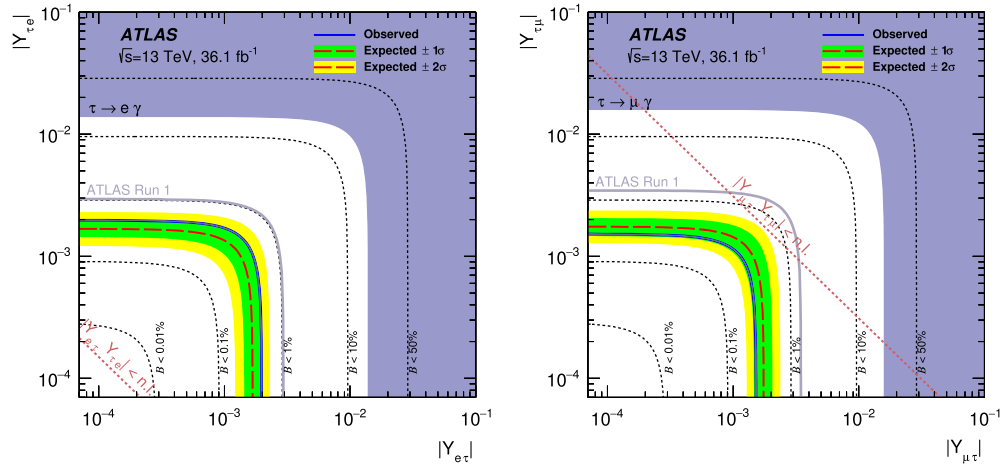 |Y_τe|
10⁻¹
10⁻²
10⁻³
10⁻⁴
ATLAS
√s=13 TeV, 36.1 fb⁻¹
Observed
Expected ± 1σ
Expected ± 2σ
τ → e γ
ATLAS Run 1
|Y_eτ Y_τe| < n.l.
B < 0.01%
B < 0.1%
B < 1%
B < 10%
B < 50%
10⁻⁴
10⁻³
10⁻²
10⁻¹
|Y_eτ|
|Y_τμ|
10⁻¹
10⁻²
10⁻³
10⁻⁴
ATLAS
√s=13 TeV, 36.1 fb⁻¹
Observed
Expected ± 1σ
Expected ± 2σ
τ → μ γ
ATLAS Run 1
|Y_μτ Y_τμ| < n.l.
B < 0.01%
B < 0.1%
B < 1%
B < 10%
B < 50%
10⁻⁴
10⁻³
10⁻²
10⁻¹
|Y_μτ|